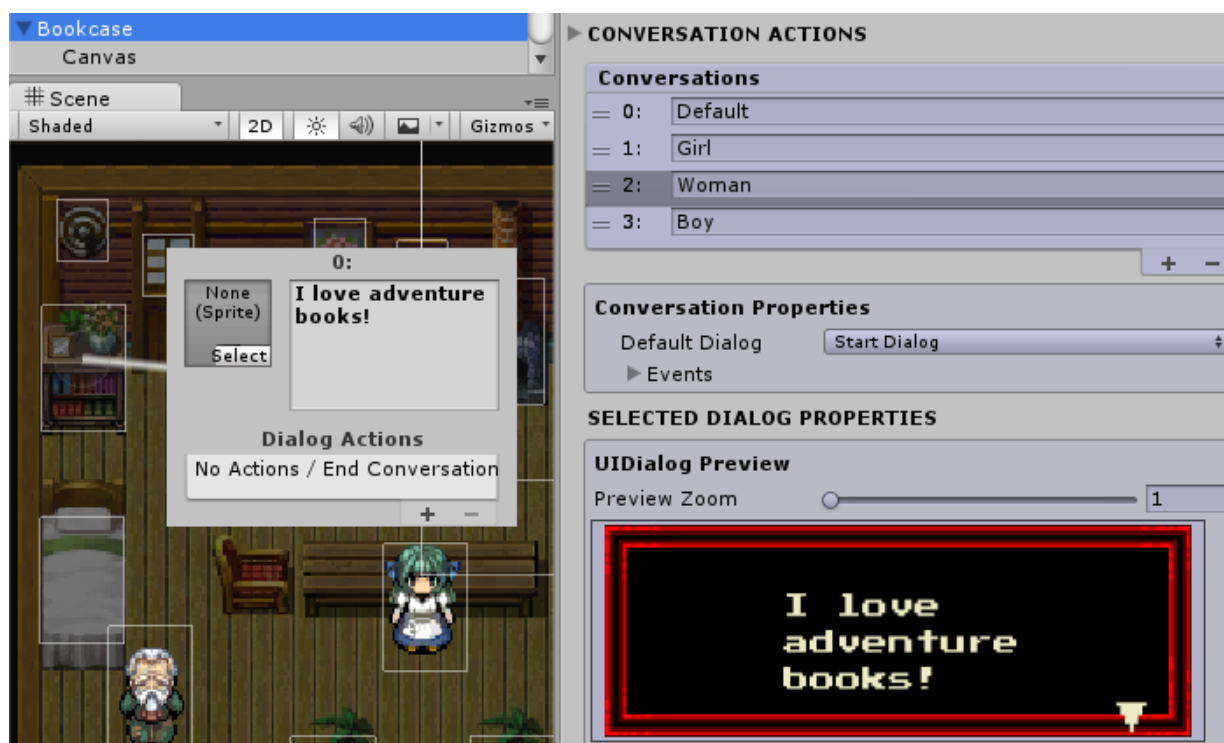 Bookcase
Canvas
Scene
Shaded
2D
Gizmos
0:
None
(Sprite)
Select
I love adventure
books!
Dialog Actions
No Actions / End Conversation
+ −
CONVERSATION ACTIONS
Conversations
0: Default
1: Girl
2: Woman
3: Boy
+ −
Conversation Properties
Default Dialog Start Dialog
Events
SELECTED DIALOG PROPERTIES
UIDialog Preview
Preview Zoom 1
I love
adventure
books!